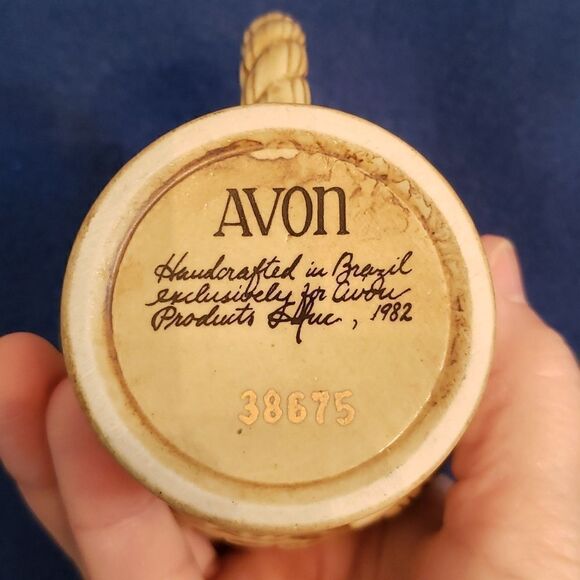 AVON
Handcrafted in Brazil
exclusively for Avon
Products Inc, 1982
38675